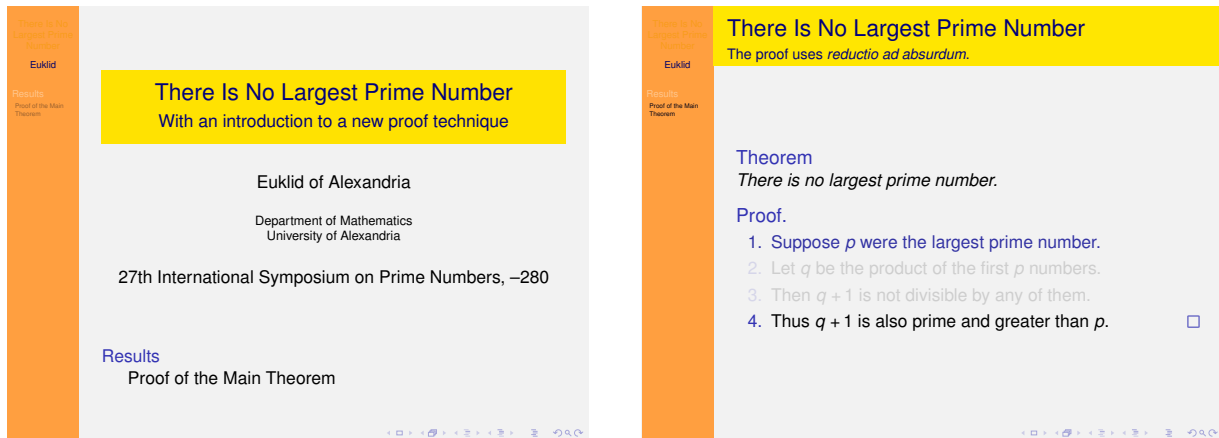 There Is No
Largest Prime
Number
Euklid
Results
Proof of the Main
Theorem
There Is No Largest Prime Number
With an introduction to a new proof technique
Euklid of Alexandria
Department of Mathematics
University of Alexandria
27th International Symposium on Prime Numbers, –280
Results
Proof of the Main Theorem
There Is No
Largest Prime
Number
Euklid
Results
Proof of the Main
Theorem
There Is No Largest Prime Number
The proof uses reductio ad absurdum.
Theorem
There is no largest prime number.
Proof.
1. Suppose p were the largest prime number.
2. Let q be the product of the first p numbers.
3. Then q + 1 is not divisible by any of them.
4. Thus q + 1 is also prime and greater than p. □